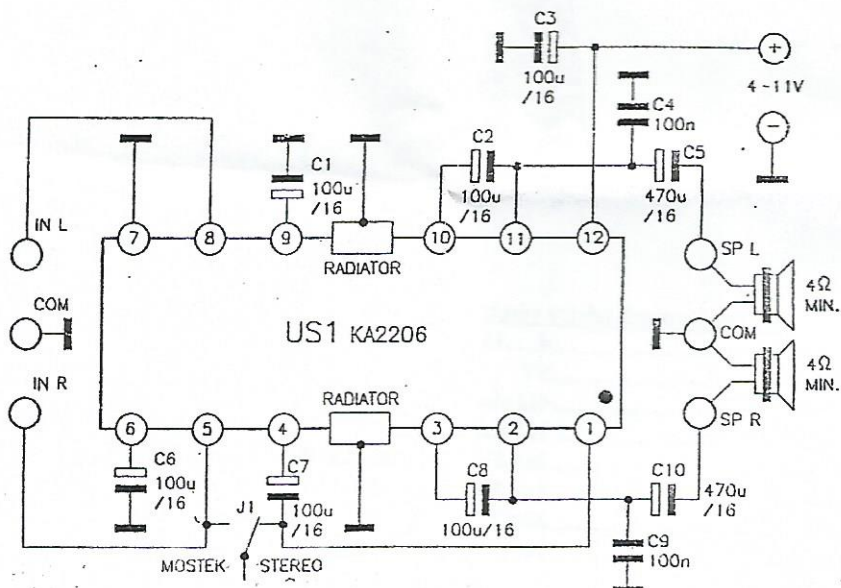 C3
100u
/16
+
4-11V
−
C4
100n
C1
100u
/16
C2
100u
/16
C5
470u
/16
IN L
7
8
9
RADIATOR
10
11
12
SP L
4Ω
MIN.
COM
US1 KA2206
COM
4Ω
MIN.
IN R
RADIATOR
6
5
4
3
2
1
SP R
C6
100u
/16
C7
100u
/16
J1
C8
100u/16
C10
470u
/16
MOSTEK
STEREO
C9
100n